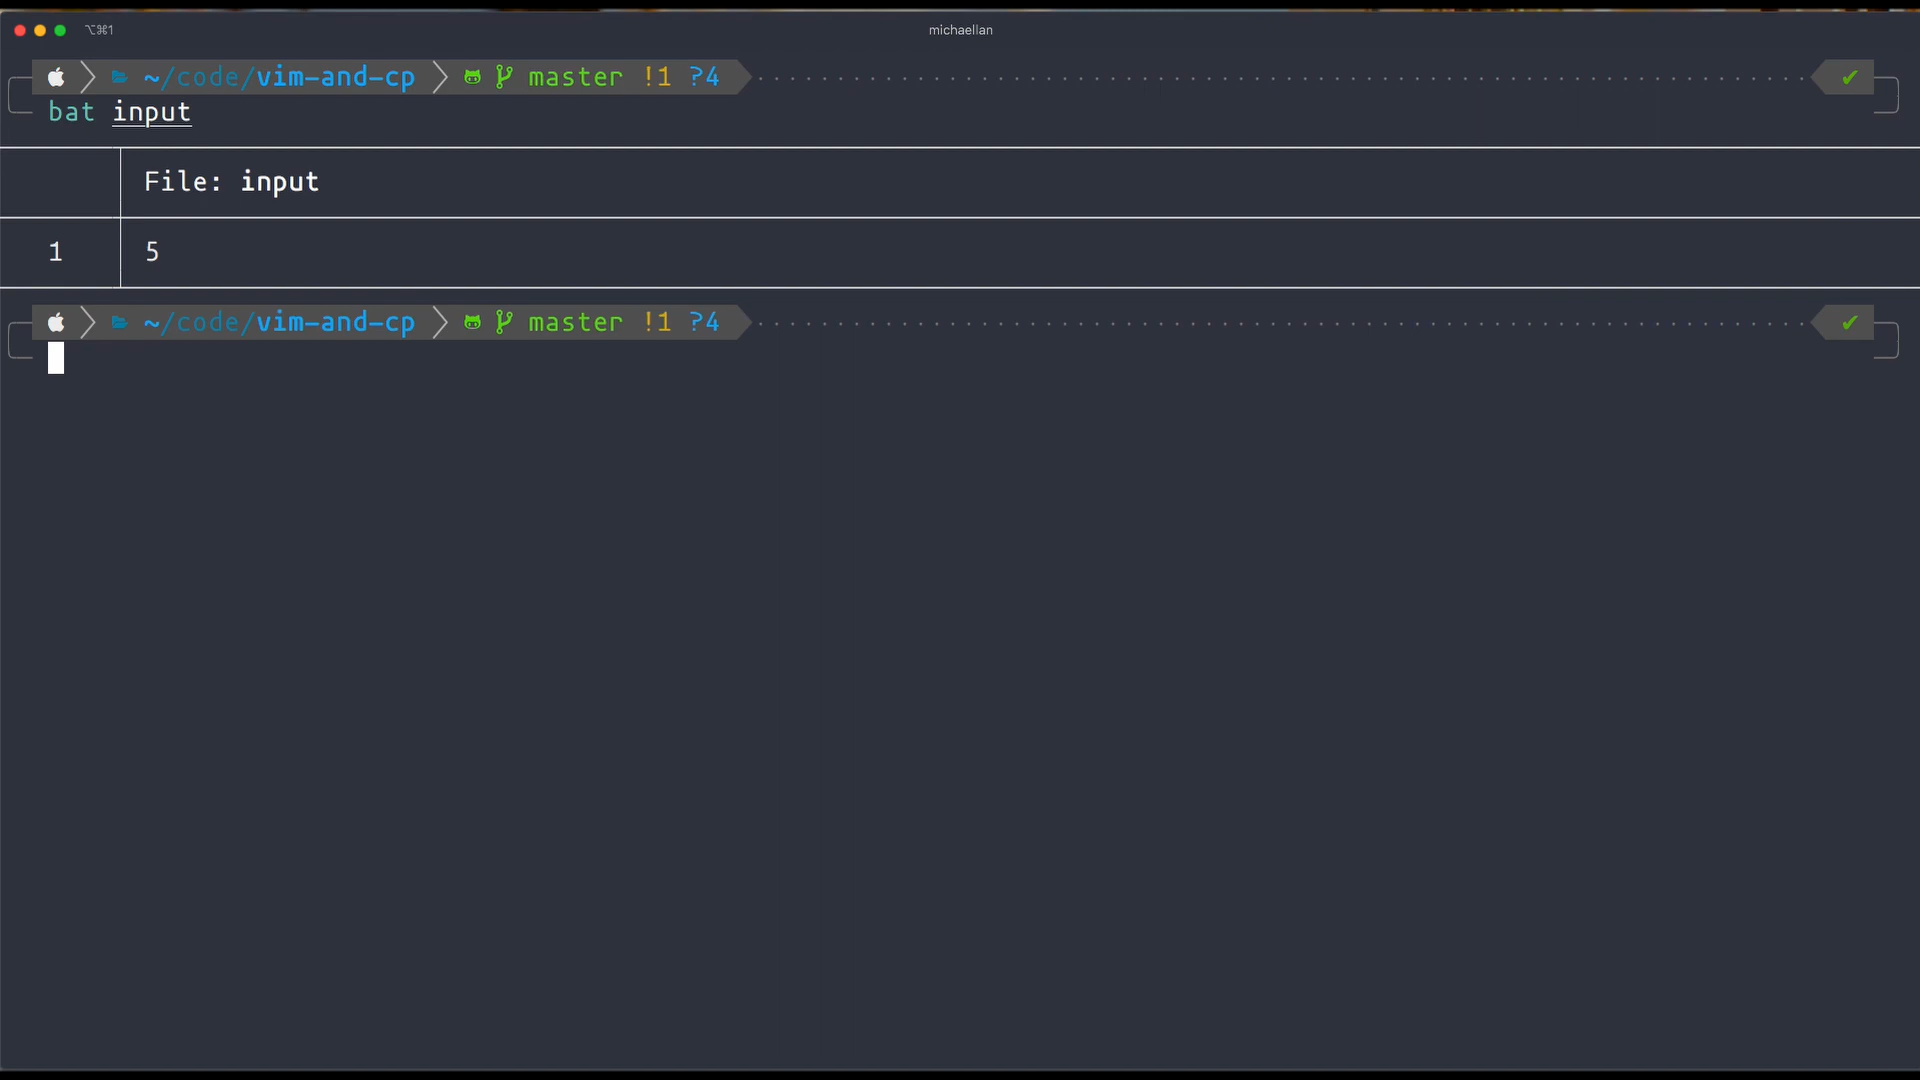 ⌥⌘1
michaellan
~/code/vim-and-cp master !1 ?4 ✔
bat input
File: input
1 5
~/code/vim-and-cp master !1 ?4 ✔